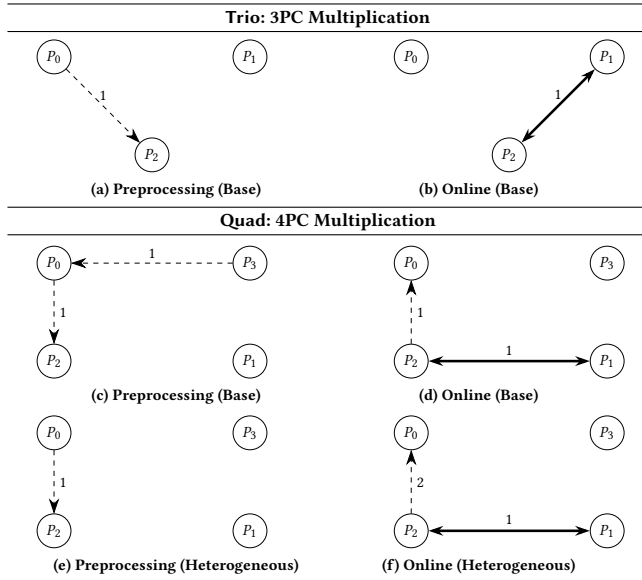 Trio: 3PC Multiplication
P0 P1 P0 P1
1 1
P2 P2
(a) Preprocessing (Base) (b) Online (Base)
Quad: 4PC Multiplication
P0 1 P3 P0 P3
1 1
P2 P1 P2 1 P1
(c) Preprocessing (Base) (d) Online (Base)
P0 P3 P0 P3
1 2
P2 P1 P2 1 P1
(e) Preprocessing (Heterogeneous) (f) Online (Heterogeneous)